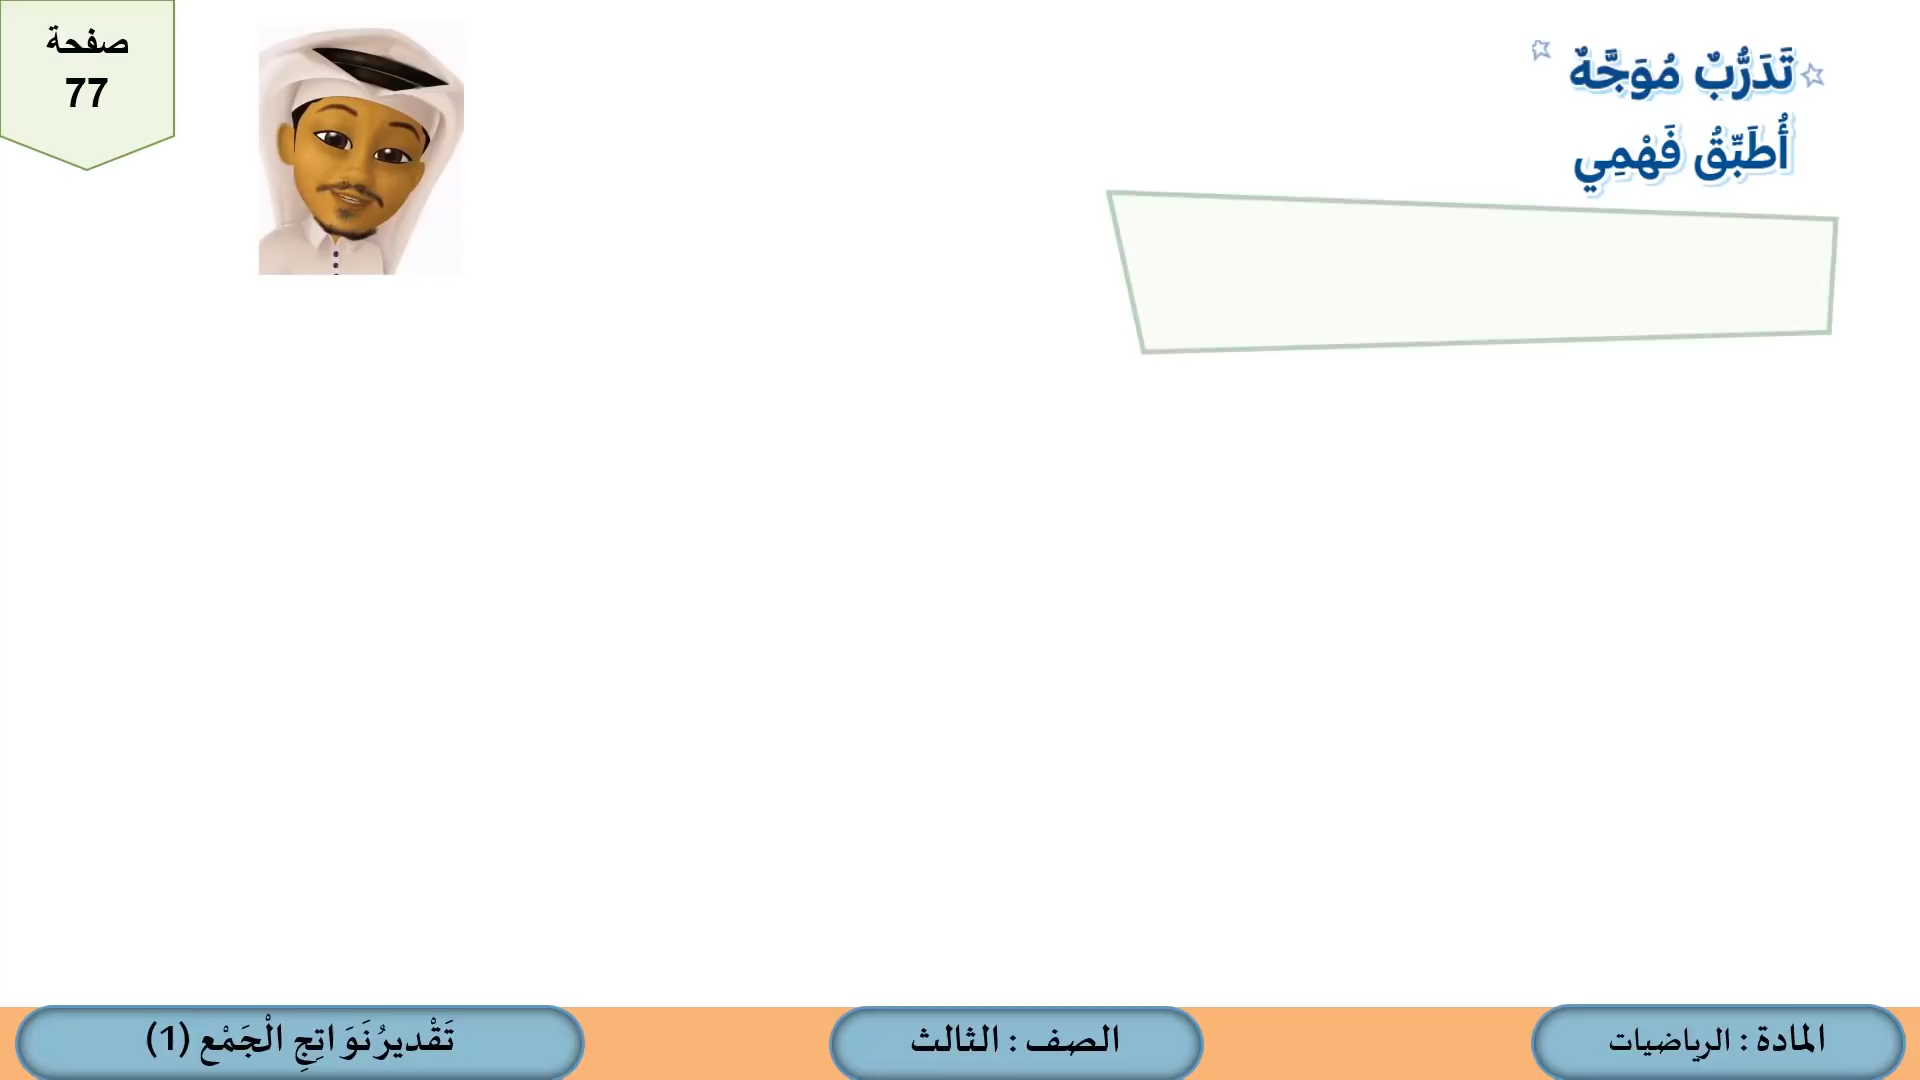 صفحة
77
تَدَرُّبٌ مُوَجَّهٌ
أُطَبِّقُ فَهْمِي
المادة : الرياضيات
الصف : الثالث
تَقْديرُ نَوَاتِجِ الْجَمْع (1)